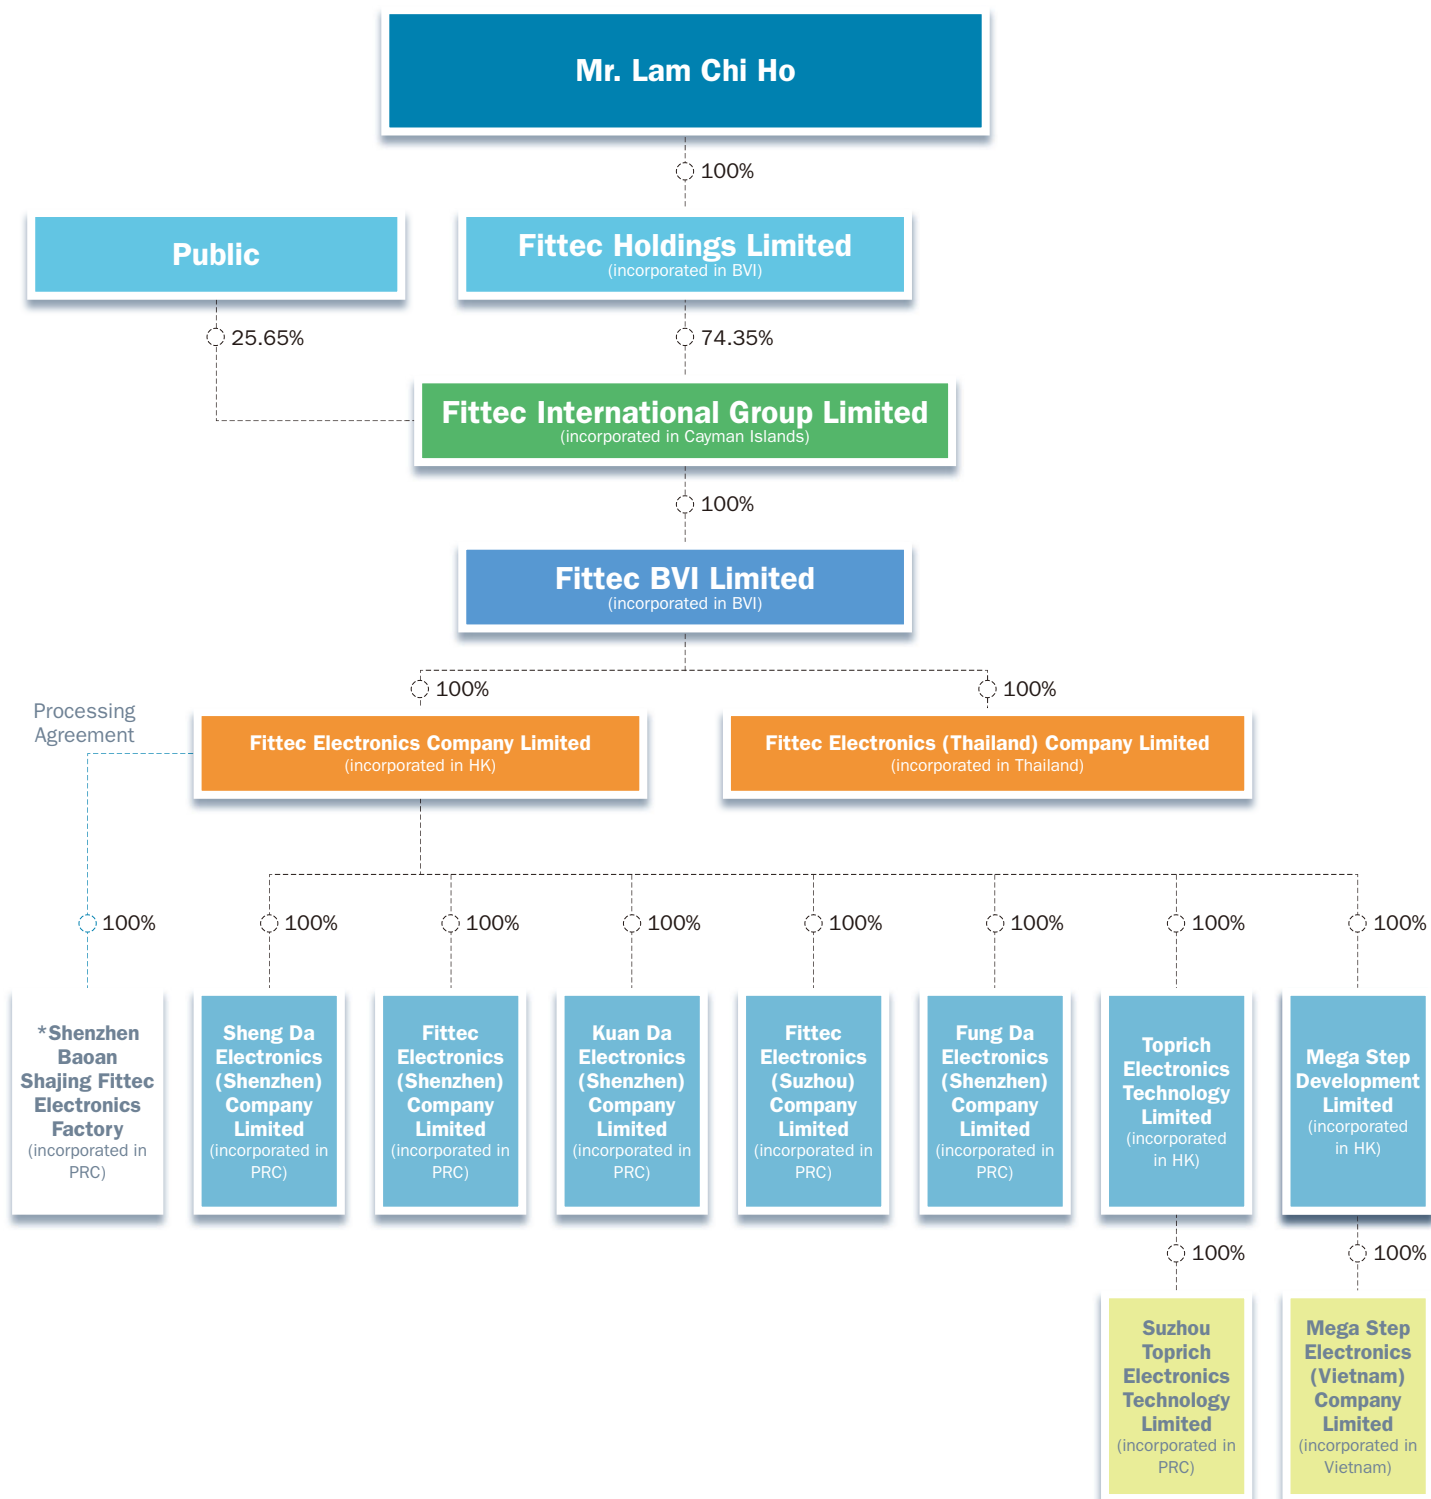 Mr. Lam Chi Ho
100%
Public
Fittec Holdings Limited
(incorporated in BVI)
25.65%
74.35%
Fittec International Group Limited
(incorporated in Cayman Islands)
100%
Fittec BVI Limited
(incorporated in BVI)
100%
100%
Processing
Agreement
Fittec Electronics Company Limited
(incorporated in HK)
Fittec Electronics (Thailand) Company Limited
(incorporated in Thailand)
100%
100%
100%
100%
100%
100%
100%
100%
*Shenzhen
Baoan
Shajing Fittec
Electronics
Factory
(incorporated in
PRC)
Sheng Da
Electronics
(Shenzhen)
Company
Limited
(incorporated in
PRC)
Fittec
Electronics
(Shenzhen)
Company
Limited
(incorporated in
PRC)
Kuan Da
Electronics
(Shenzhen)
Company
Limited
(incorporated in
PRC)
Fittec
Electronics
(Suzhou)
Company
Limited
(incorporated in
PRC)
Fung Da
Electronics
(Shenzhen)
Company
Limited
(incorporated in
PRC)
Toprich
Electronics
Technology
Limited
(incorporated
in HK)
Mega Step
Development
Limited
(incorporated
in HK)
100%
100%
Suzhou
Toprich
Electronics
Technology
Limited
(incorporated in
PRC)
Mega Step
Electronics
(Vietnam)
Company
Limited
(incorporated in
Vietnam)